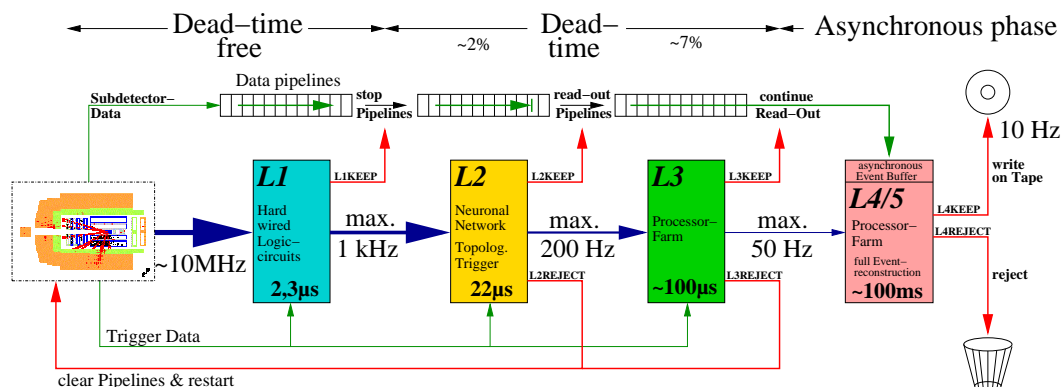 Dead−time
free
~2%
Dead−
time
~7%
Asynchronous phase
Data pipelines
Subdetector−
Data
stop
Pipelines
read−out
Pipelines
continue
Read−Out
10 Hz
write
on Tape
L1
Hard
wired
Logic−
circuits
2,3μs
L1KEEP
max.
1 kHz
L2
Neuronal
Network
Topolog.
Trigger
22μs
L2KEEP
L2REJECT
max.
200 Hz
L3
Processor−
Farm
~100μs
L3KEEP
L3REJECT
max.
50 Hz
asynchronous
Event Buffer
L4/5
Processor−
Farm
full Event−
reconstruction
~100ms
L4KEEP
L4REJECT
reject
~10MHz
Trigger Data
clear Pipelines & restart